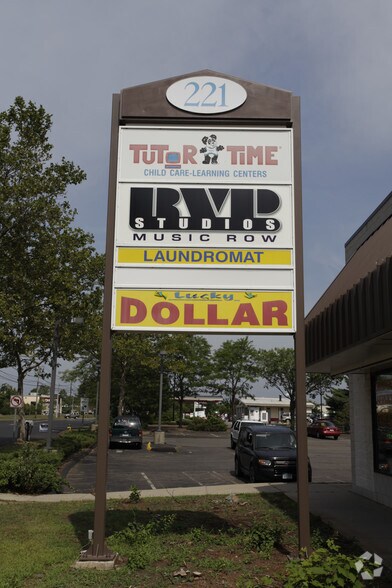 221
TUTOR TIME
CHILD CARE-LEARNING CENTERS
RVP
STUDIOS
MUSIC ROW
LAUNDROMAT
Lucky
DOLLAR